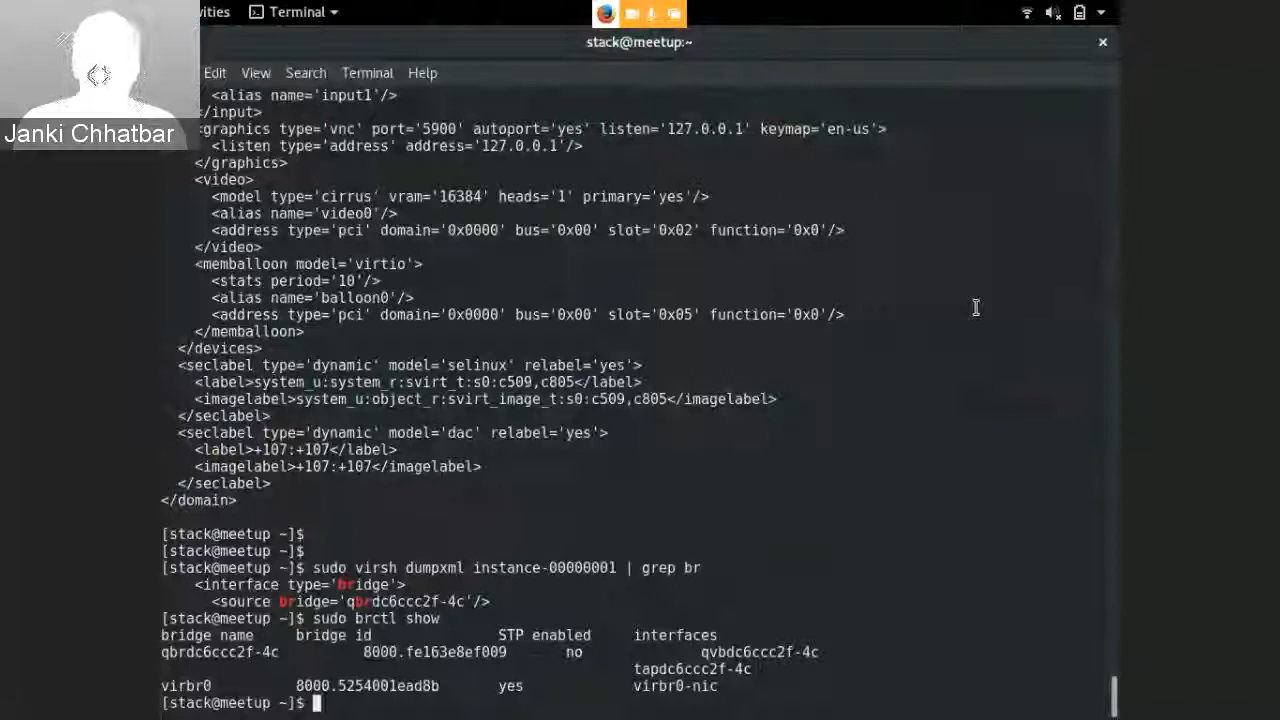 ivities Terminal
stack@meetup:~
Edit View Search Terminal Help
<alias name='input1'/>
</input>
<graphics type='vnc' port='5900' autoport='yes' listen='127.0.0.1' keymap='en-us'>
<listen type='address' address='127.0.0.1'/>
</graphics>
<video>
<model type='cirrus' vram='16384' heads='1' primary='yes'/>
<alias name='video0'/>
<address type='pci' domain='0x0000' bus='0x00' slot='0x02' function='0x0'/>
</video>
<memballoon model='virtio'>
<stats period='10'/>
<alias name='balloon0'/>
<address type='pci' domain='0x0000' bus='0x00' slot='0x05' function='0x0'/>
</memballoon>
</devices>
<seclabel type='dynamic' model='selinux' relabel='yes'>
<label>system_u:system_r:svirt_t:s0:c509,c805</label>
<imagelabel>system_u:object_r:svirt_image_t:s0:c509,c805</imagelabel>
</seclabel>
<seclabel type='dynamic' model='dac' relabel='yes'>
<label>+107:+107</label>
<imagelabel>+107:+107</imagelabel>
</seclabel>
</domain>
[stack@meetup ~]$
[stack@meetup ~]$
[stack@meetup ~]$ sudo virsh dumpxml instance-00000001 | grep br
<interface type='bridge'>
<source bridge='qbrdc6ccc2f-4c'/>
[stack@meetup ~]$ sudo brctl show
bridge name bridge id STP enabled interfaces
qbrdc6ccc2f-4c 8000.fe163e8ef009 no qvbdc6ccc2f-4c
tapdc6ccc2f-4c
virbr0 8000.5254001ead8b yes virbr0-nic
[stack@meetup ~]$
Janki Chhatbar